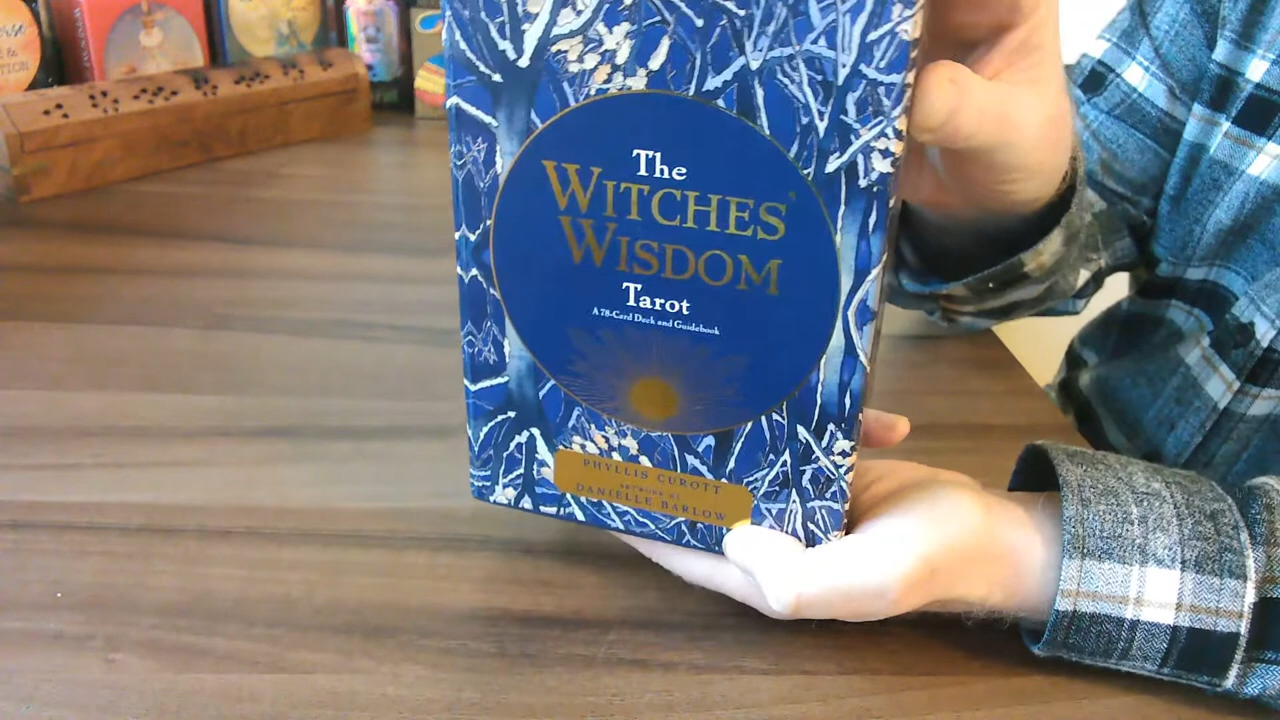 The
WITCHES'
WISDOM
Tarot
A 78-Card Deck and Guidebook
PHYLLIS CUROTT
ARTWORK BY
DANIELLE BARLOW